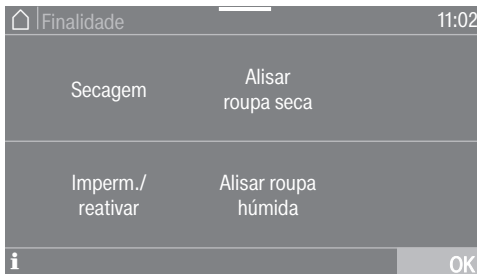 Finalidade 11:02
Secagem
Alisar
roupa seca
Imperm./
reativar
Alisar roupa
húmida
i OK